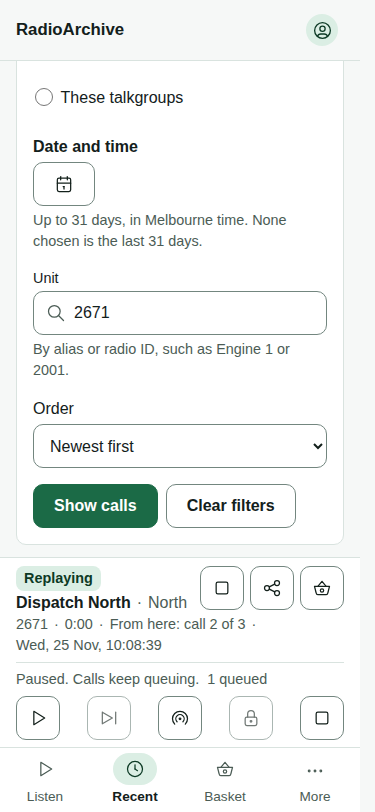 RadioArchive
These talkgroups
Date and time
Up to 31 days, in Melbourne time. None
chosen is the last 31 days.
Unit
2671
By alias or radio ID, such as Engine 1 or
2001.
Order
Newest first
Show calls Clear filters
Replaying
Dispatch North · North
2671 · 0:00 · From here: call 2 of 3 ·
Wed, 25 Nov, 10:08:39
Paused. Calls keep queuing. 1 queued
Listen Recent Basket More